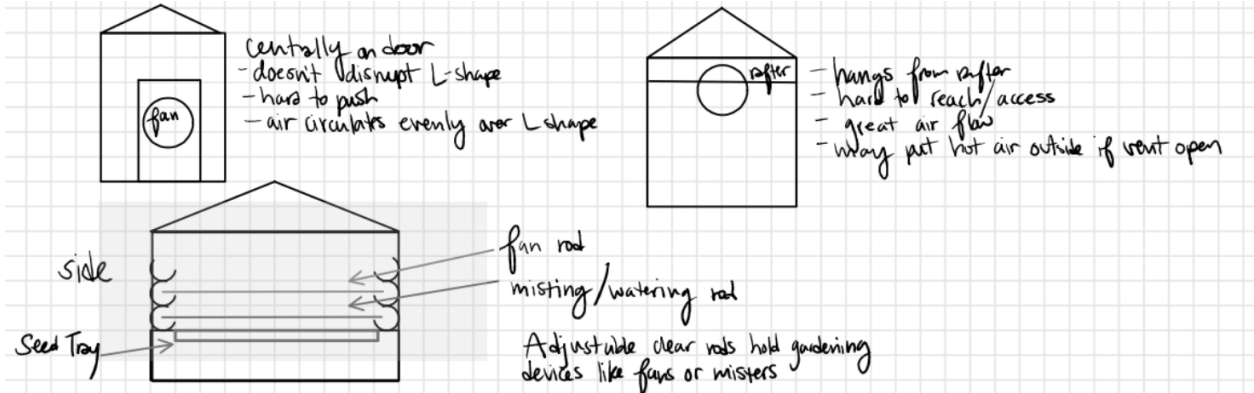 centrally on door
- doesn't disrupt L-shape
- hard to push
- air circulates evenly over L shape
fan
rafter
- hangs from rafter
- hard to reach/access
- great air flow
- may put hot air outside if vent open
side
fan rod
misting/watering rod
Seed Tray
Adjustable clear rods hold gardening
devices like fans or misters